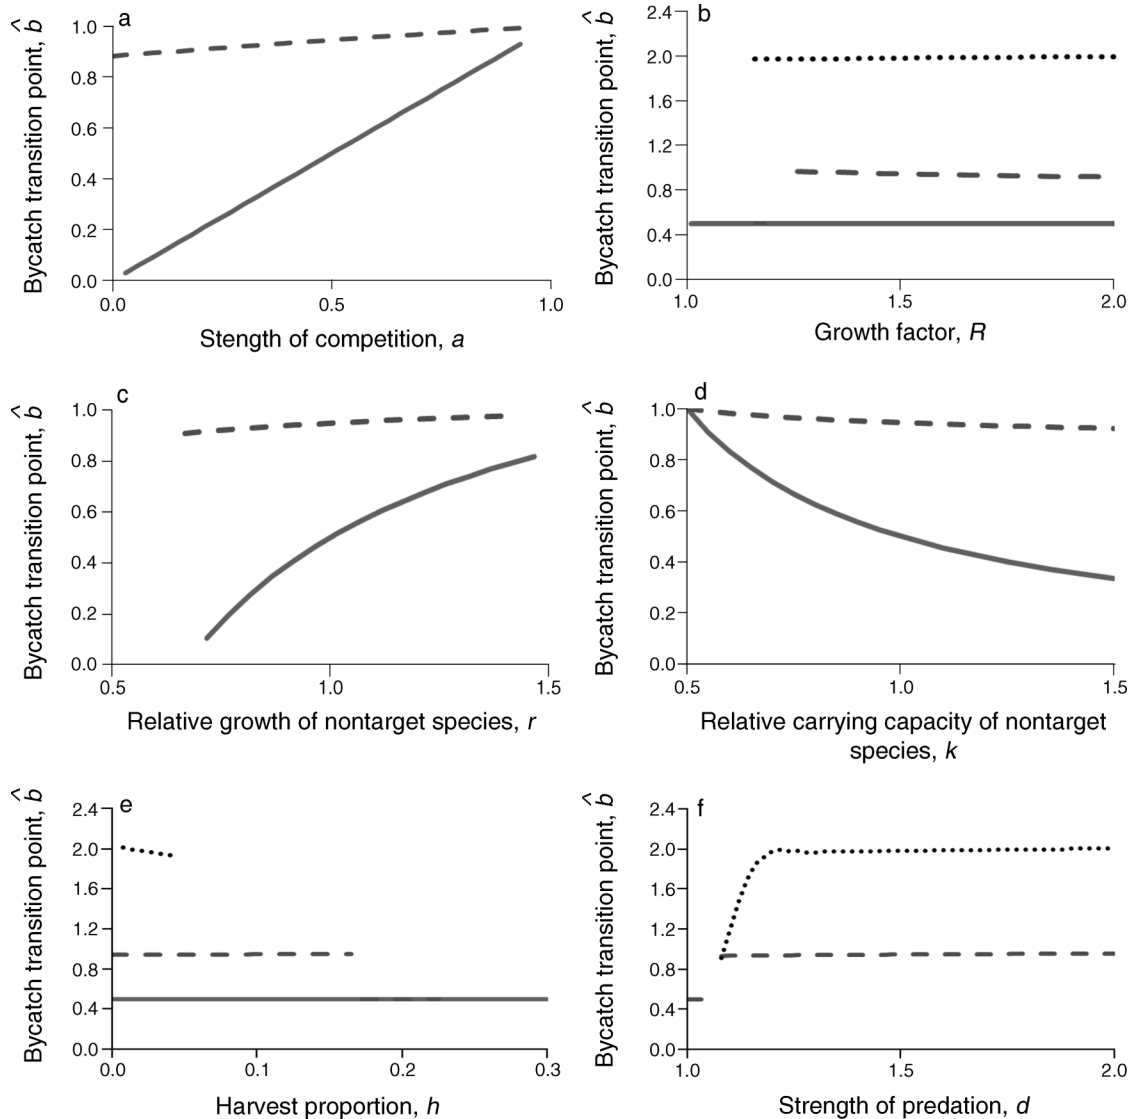 a
Bycatch transition point, b̂
1.0
0.8
0.6
0.4
0.2
0.0
0.0 0.5 1.0
Stength of competition, a
b
Bycatch transition point, b̂
2.4
2.0
1.6
1.2
0.8
0.4
0.0
1.0 1.5 2.0
Growth factor, R
c
Bycatch transition point, b̂
1.0
0.8
0.6
0.4
0.2
0.0
0.5 1.0 1.5
Relative growth of nontarget species, r
d
Bycatch transition point, b̂
1.0
0.8
0.6
0.4
0.2
0.0
0.5 1.0 1.5
Relative carrying capacity of nontarget
species, k
e
Bycatch transition point, b̂
2.4
2.0
1.6
1.2
0.8
0.4
0.0
0.0 0.1 0.2 0.3
Harvest proportion, h
f
Bycatch transition point, b̂
2.4
2.0
1.6
1.2
0.8
0.4
0.0
1.0 1.5 2.0
Strength of predation, d